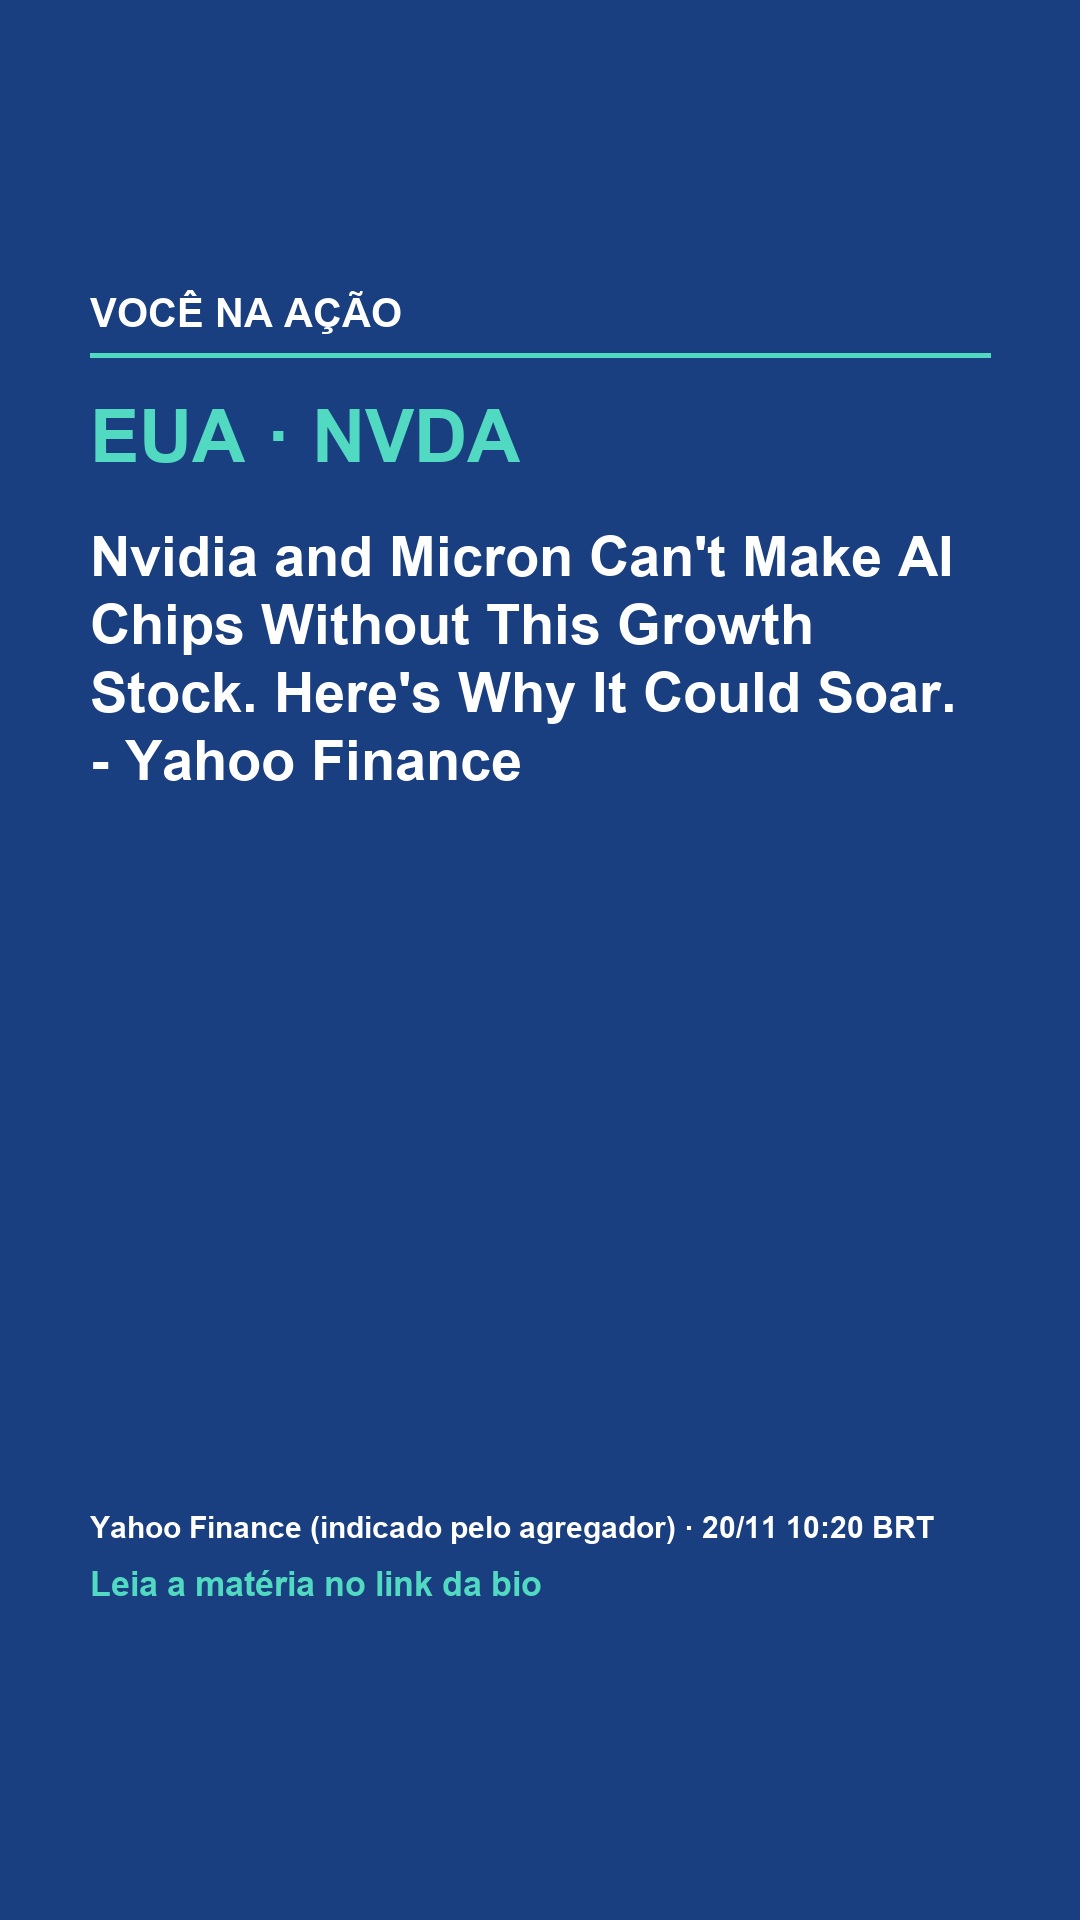 VOCÊ NA AÇÃO
EUA · NVDA
Nvidia and Micron Can't Make AI
Chips Without This Growth
Stock. Here's Why It Could Soar.
- Yahoo Finance
Yahoo Finance (indicado pelo agregador) · 20/11 10:20 BRT
Leia a matéria no link da bio